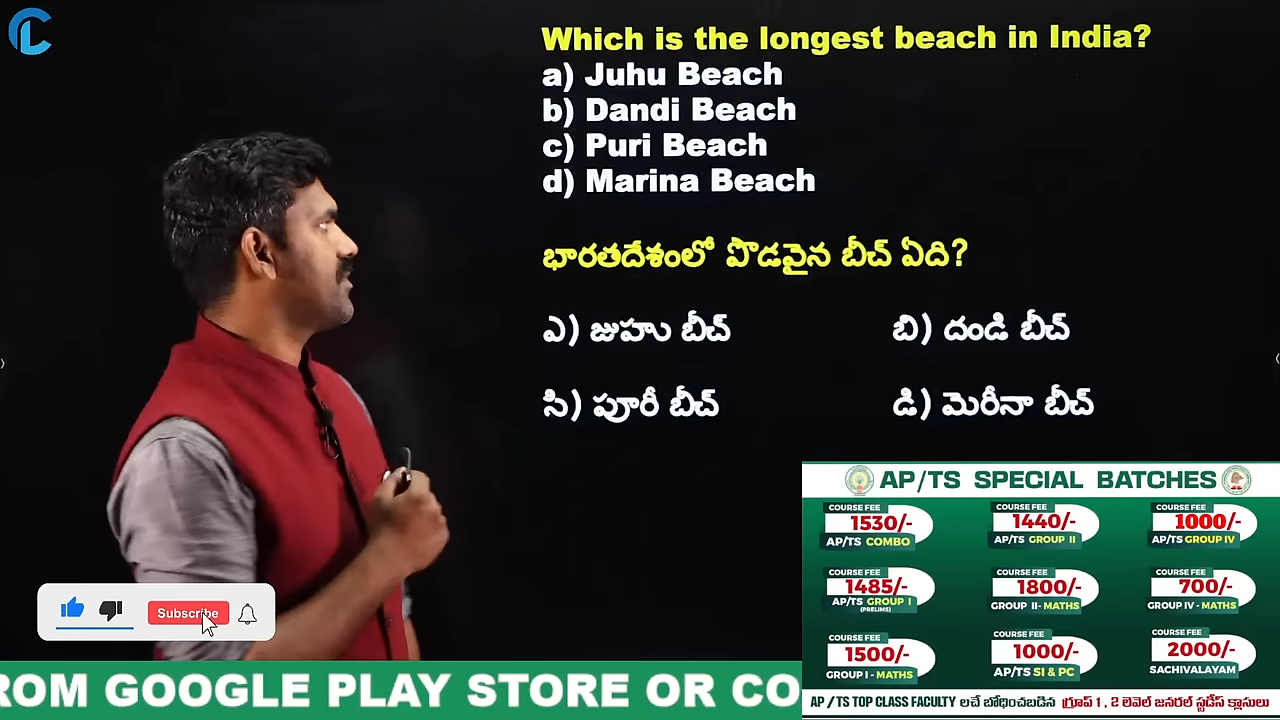 Which is the longest beach in India?
a) Juhu Beach
b) Dandi Beach
c) Puri Beach
d) Marina Beach
భారతదేశంలో పొడవైన బీచ్ ఏది?
ఎ) జుహు బీచ్ బి) దండి బీచ్
సి) పూరీ బీచ్ డి) మెరీనా బీచ్
AP/TS SPECIAL BATCHES
COURSE FEE COURSE FEE COURSE FEE
1530/- 1440/- 1000/-
AP/TS COMBO AP/TS GROUP II AP/TS GROUP IV
COURSE FEE COURSE FEE COURSE FEE
1485/- 1800/- 700/-
AP/TS GROUP I GROUP II- MATHS GROUP IV - MATHS
(PRELIMS)
COURSE FEE COURSE FEE COURSE FEE
1500/- 1000/- 2000/-
GROUP I - MATHS AP/TS SI & PC SACHIVALAYAM
Subscribe
ROM GOOGLE PLAY STORE OR CO
AP / TS TOP CLASS FACULTY లచే బోధించబడిన గ్రూప్ 1, 2 లెవెల్ జనరల్ స్టడీస్ క్లాసులు